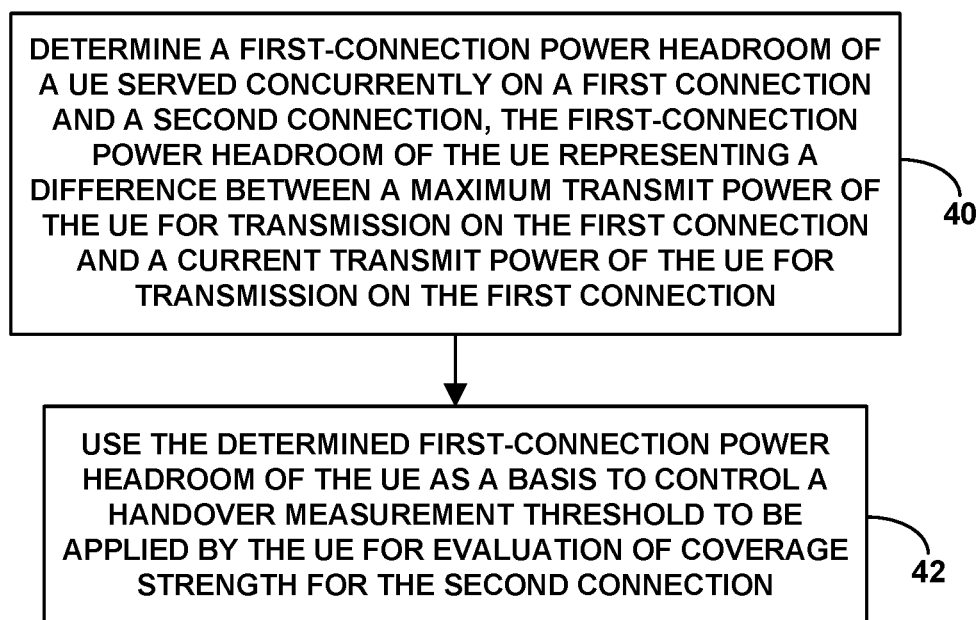 DETERMINE A FIRST-CONNECTION POWER HEADROOM OF
A UE SERVED CONCURRENTLY ON A FIRST CONNECTION
AND A SECOND CONNECTION, THE FIRST-CONNECTION
POWER HEADROOM OF THE UE REPRESENTING A
DIFFERENCE BETWEEN A MAXIMUM TRANSMIT POWER OF
THE UE FOR TRANSMISSION ON THE FIRST CONNECTION
AND A CURRENT TRANSMIT POWER OF THE UE FOR
TRANSMISSION ON THE FIRST CONNECTION
40
USE THE DETERMINED FIRST-CONNECTION POWER
HEADROOM OF THE UE AS A BASIS TO CONTROL A
HANDOVER MEASUREMENT THRESHOLD TO BE
APPLIED BY THE UE FOR EVALUATION OF COVERAGE
STRENGTH FOR THE SECOND CONNECTION
42